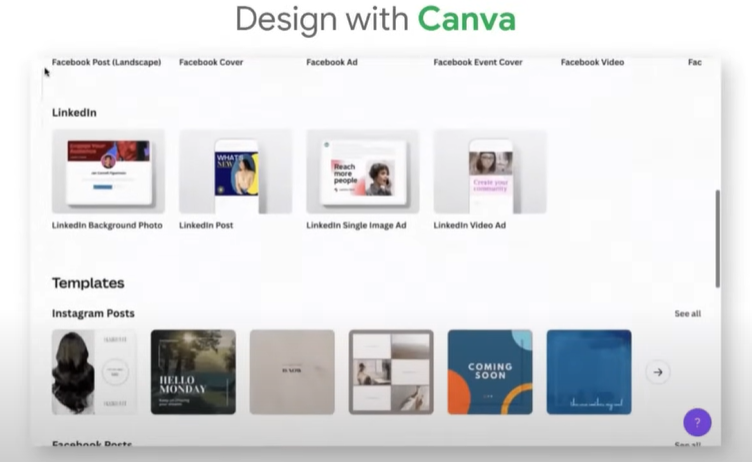 Design with Canva
Facebook Post (Landscape) Facebook Cover Facebook Ad Facebook Event Cover Facebook Video Fac
LinkedIn
WHAT'S
NEW
Reach
more
people
Create your
community
LinkedIn Background Photo LinkedIn Post LinkedIn Single Image Ad LinkedIn Video Ad
Templates
Instagram Posts See all
HELLO
MONDAY
COMING
SOON
?
Facebook Posts See all